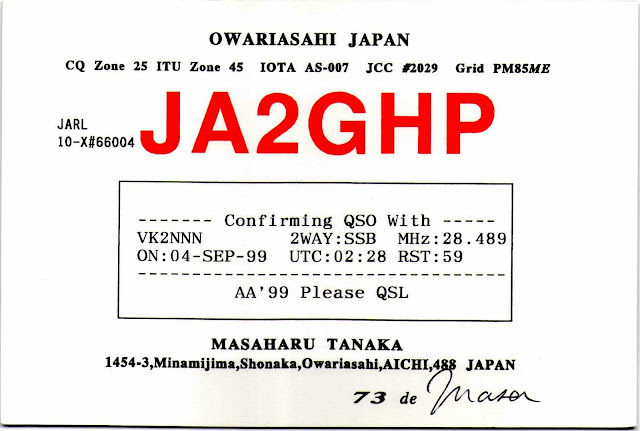 OWARIASAHI JAPAN
CQ Zone 25 ITU Zone 45 IOTA AS-007 JCC #2029 Grid PM85ME
JARL
10-X#66004
JA2GHP
------- Confirming QSO With -----
VK2NNN 2WAY:SSB MHz:28.489
ON:04-SEP-99 UTC:02:28 RST:59
-----------------------------------
AA'99 Please QSL
MASAHARU TANAKA
1454-3,Minamijima,Shonaka,Owariasahi,AICHI,488 JAPAN
73 de Masa